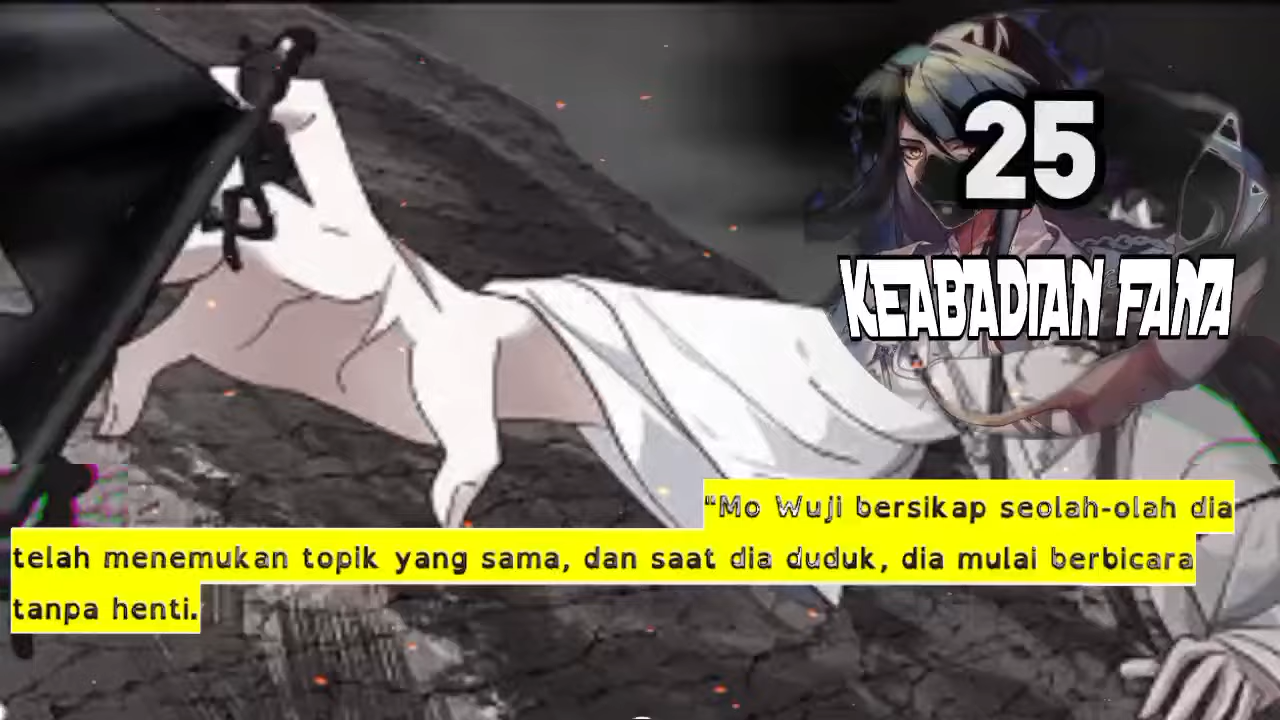 25
KEABADIAN FANA
"Mo Wuji bersikap seolah-olah dia
telah menemukan topik yang sama, dan saat dia duduk, dia mulai berbicara
tanpa henti.